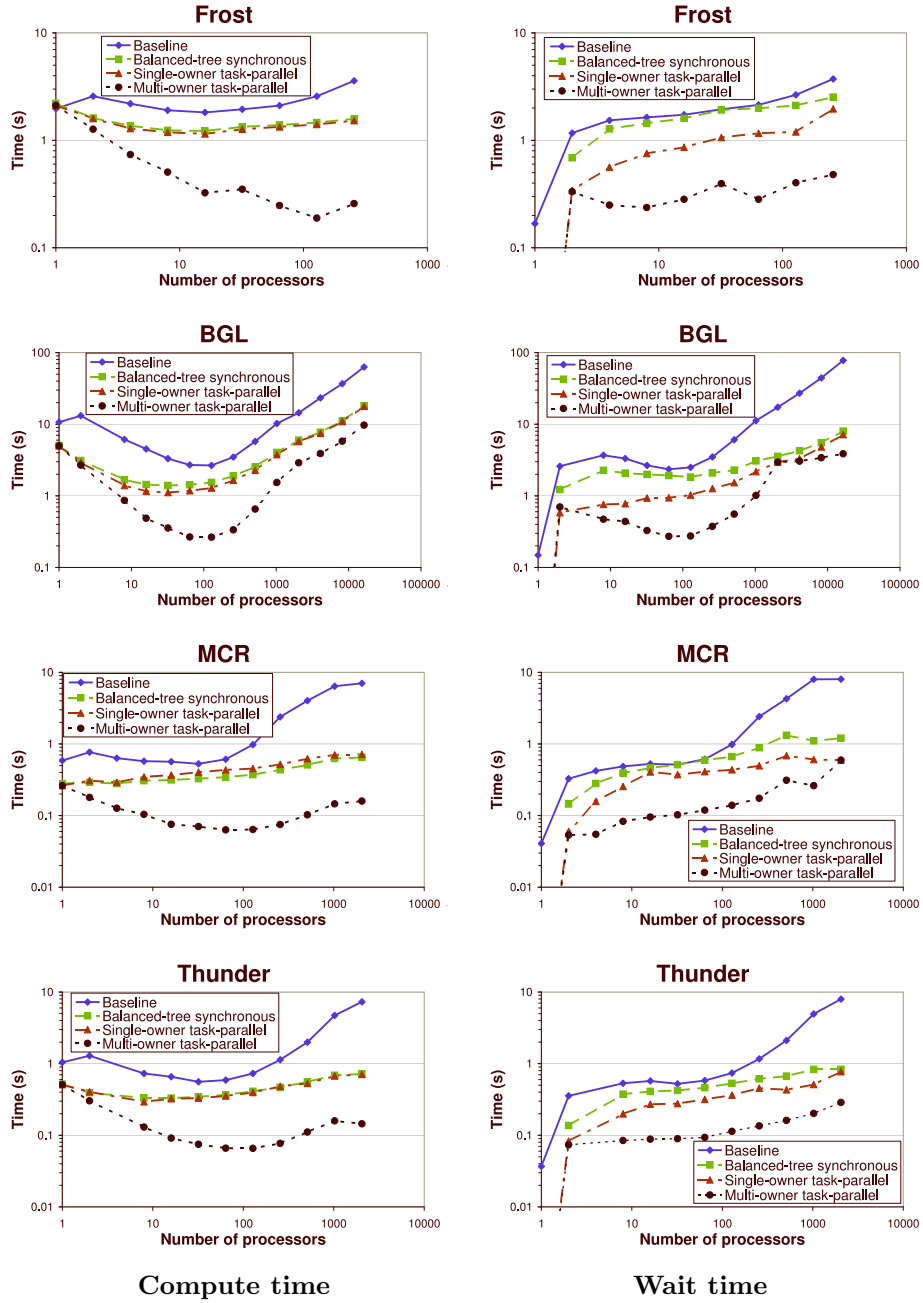 Frost
Baseline
Balanced-tree synchronous
Single-owner task-parallel
Multi-owner task-parallel
Time (s)
10
1
0.1
1 10 100 1000
Number of processors
Frost
Baseline
Balanced-tree synchronous
Single-owner task-parallel
Multi-owner task-parallel
Time (s)
10
1
0.1
1 10 100 1000
Number of processors
BGL
Baseline
Balanced-tree synchronous
Single-owner task-parallel
Multi-owner task-parallel
Time (s)
100
10
1
0.1
1 10 100 1000 10000 100000
Number of processors
BGL
Baseline
Balanced-tree synchronous
Single-owner task-parallel
Multi-owner task-parallel
Time (s)
100
10
1
0.1
1 10 100 1000 10000 100000
Number of processors
MCR
Baseline
Balanced-tree synchronous
Single-owner task-parallel
Multi-owner task-parallel
Time (s)
10
1
0.1
0.01
1 10 100 1000 10000
Number of processors
MCR
Time (s)
10
1
0.1
0.01
Baseline
Balanced-tree synchronous
Single-owner task-parallel
Multi-owner task-parallel
1 10 100 1000 10000
Number of processors
Thunder
Baseline
Balanced-tree synchronous
Single-owner task-parallel
Multi-owner task-parallel
Time (s)
10
1
0.1
0.01
1 10 100 1000 10000
Number of processors
Thunder
Time (s)
10
1
0.1
0.01
Baseline
Balanced-tree synchronous
Single-owner task-parallel
Multi-owner task-parallel
1 10 100 1000 10000
Number of processors
Compute time
Wait time